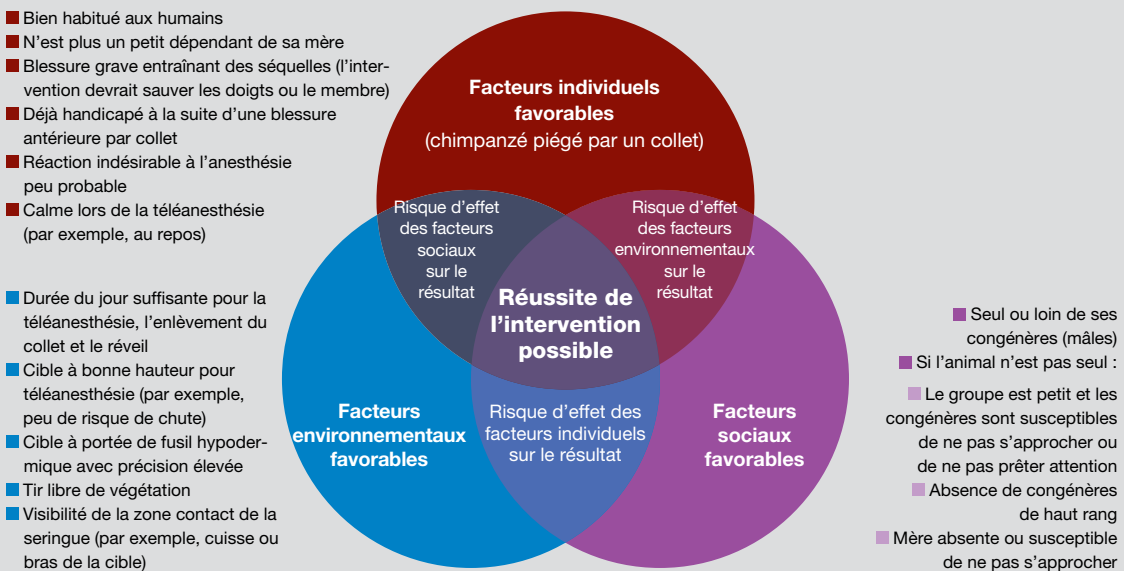 Bien habitué aux humains
N'est plus un petit dépendant de sa mère
Blessure grave entraînant des séquelles (l'inter-
vention devrait sauver les doigts ou le membre)
Déjà handicapé à la suite d'une blessure
antérieure par collet
Réaction indésirable à l'anesthésie
peu probable
Calme lors de la téléanesthésie
(par exemple, au repos)
Durée du jour suffisante pour la
téléanesthésie, l'enlèvement du
collet et le réveil
Cible à bonne hauteur pour
téléanesthésie (par exemple,
peu de risque de chute)
Cible à portée de fusil hypoder-
mique avec précision élevée
Tir libre de végétation
Visibilité de la zone contact de la
seringue (par exemple, cuisse ou
bras de la cible)
Facteurs individuels
favorables
(chimpanzé piégé par un collet)
Risque d'effet
des facteurs
sociaux
sur le
résultat
Risque d'effet
des facteurs
environnementaux
sur le
résultat
Réussite de
l'intervention
possible
Facteurs
environnementaux
favorables
Risque d'effet des
facteurs individuels
sur le résultat
Facteurs
sociaux
favorables
Seul ou loin de ses
congénères (mâles)
Si l'animal n'est pas seul :
Le groupe est petit et les
congénères sont susceptibles
de ne pas s'approcher ou
de ne pas prêter attention
Absence de congénères
de haut rang
Mère absente ou susceptible
de ne pas s'approcher